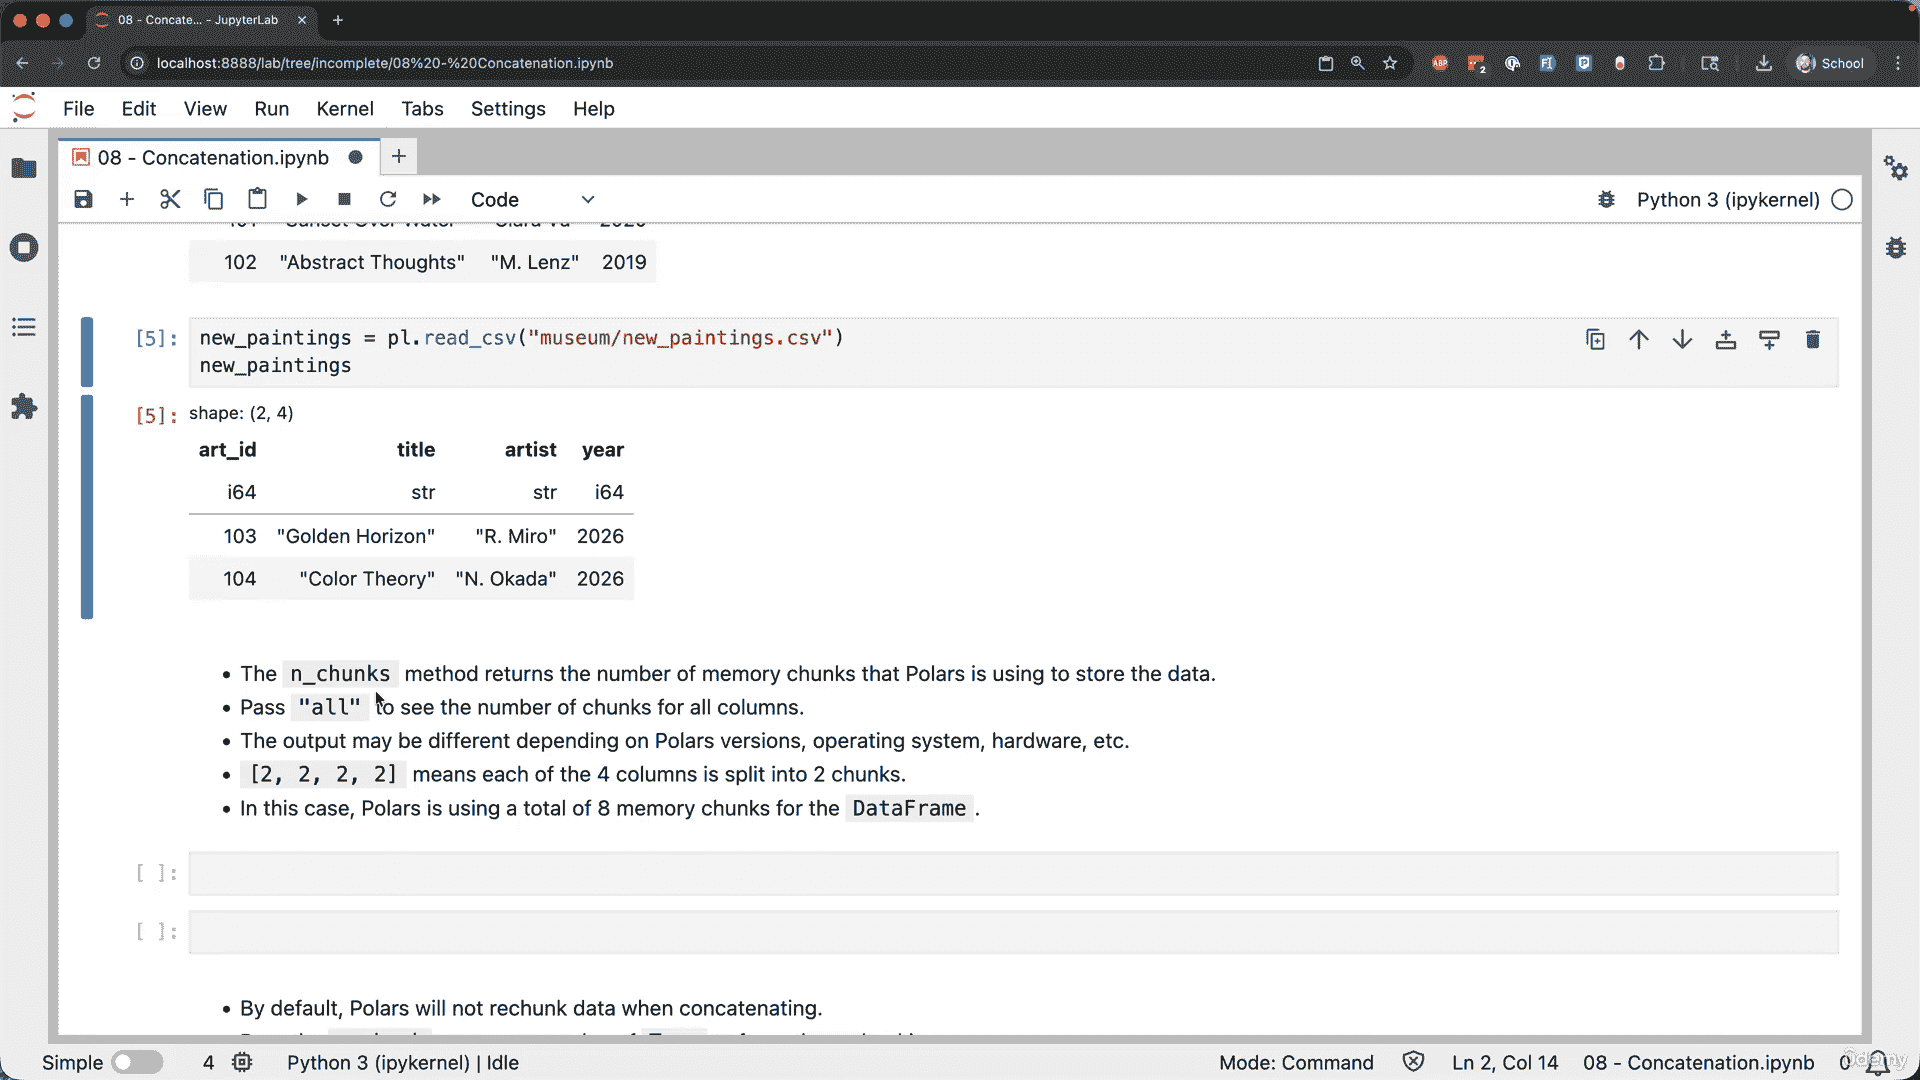 08 - Concate... - JupyterLab
localhost:8888/lab/tree/incomplete/08%20-%20Concatenation.ipynb
ABP
2
School
File Edit View Run Kernel Tabs Settings Help
08 - Concatenation.ipynb
Code
Python 3 (ipykernel)
102 "Abstract Thoughts" "M. Lenz" 2019
[5]: new_paintings = pl.read_csv("museum/new_paintings.csv")
new_paintings
[5]: shape: (2, 4)
art_id title artist year
i64 str str i64
103 "Golden Horizon" "R. Miro" 2026
104 "Color Theory" "N. Okada" 2026
• The n_chunks method returns the number of memory chunks that Polars is using to store the data.
• Pass "all" to see the number of chunks for all columns.
• The output may be different depending on Polars versions, operating system, hardware, etc.
• [2, 2, 2, 2] means each of the 4 columns is split into 2 chunks.
• In this case, Polars is using a total of 8 memory chunks for the DataFrame.
[ ]:
[ ]:
• By default, Polars will not rechunk data when concatenating.
Simple 4 Python 3 (ipykernel) | Idle Mode: Command Ln 2, Col 14 08 - Concatenation.ipynb 0
udemy